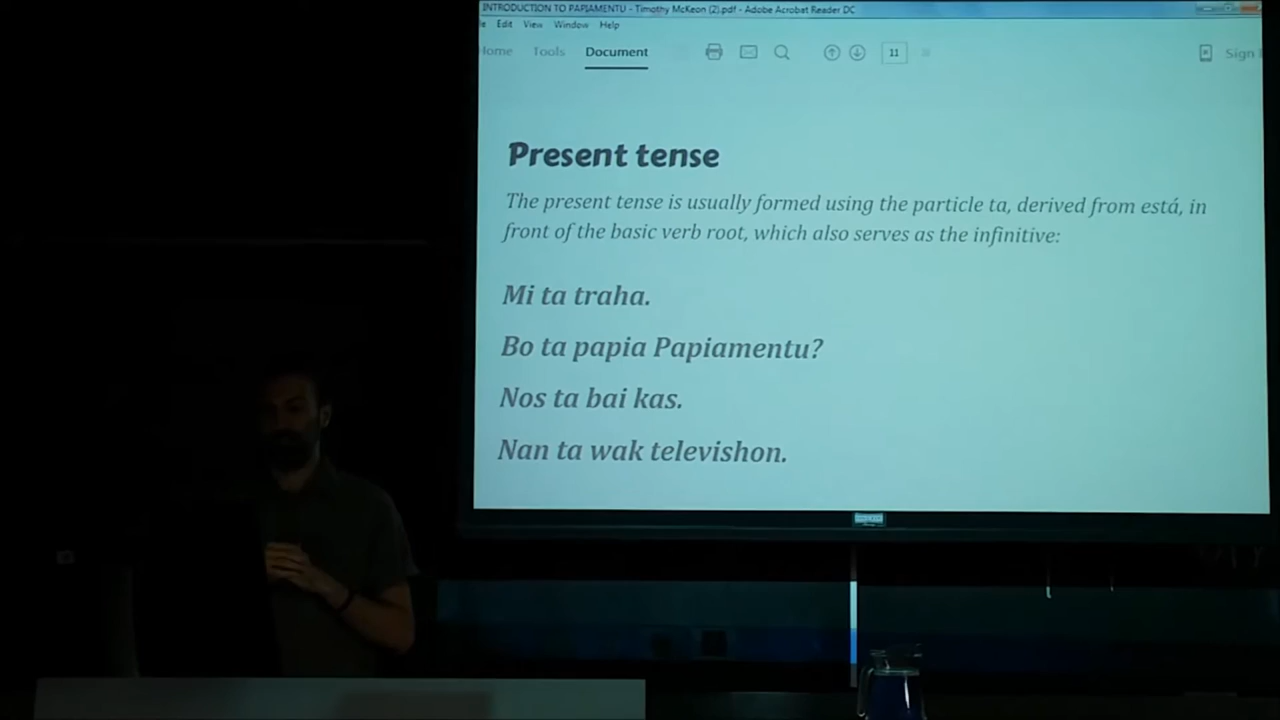 INTRODUCTION TO PAPIAMENTU - Timothy McKeon (2).pdf - Adobe Acrobat Reader DC
Edit View Window Help
Tools Document 11 Sign
Present tense
The present tense is usually formed using the particle ta, derived from está, in
front of the basic verb root, which also serves as the infinitive:
Mi ta traha.
Bo ta papia Papiamentu?
Nos ta bai kas.
Nan ta wak televishon.